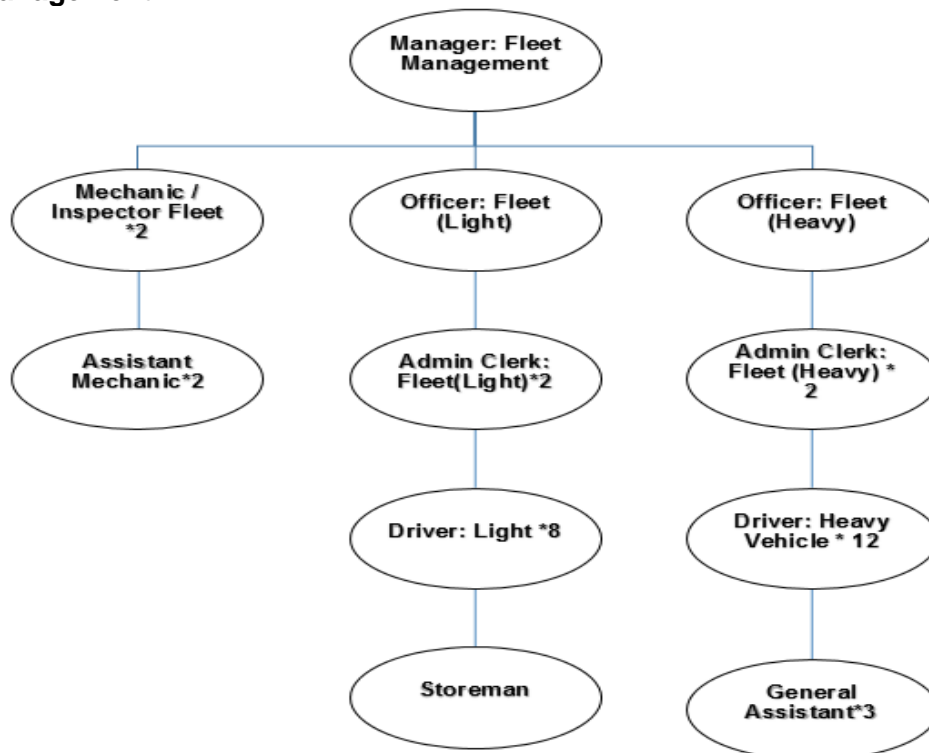 Manager: Fleet
Management
Mechanic /
Inspector Fleet
*2
Officer: Fleet
(Light)
Officer: Fleet
(Heavy)
Assistant
Mechanic*2
Admin Clerk:
Fleet(Light)*2
Admin Clerk:
Fleet (Heavy) *
2
Driver: Light *8
Driver: Heavy
Vehicle * 12
Storeman
General
Assistant*3